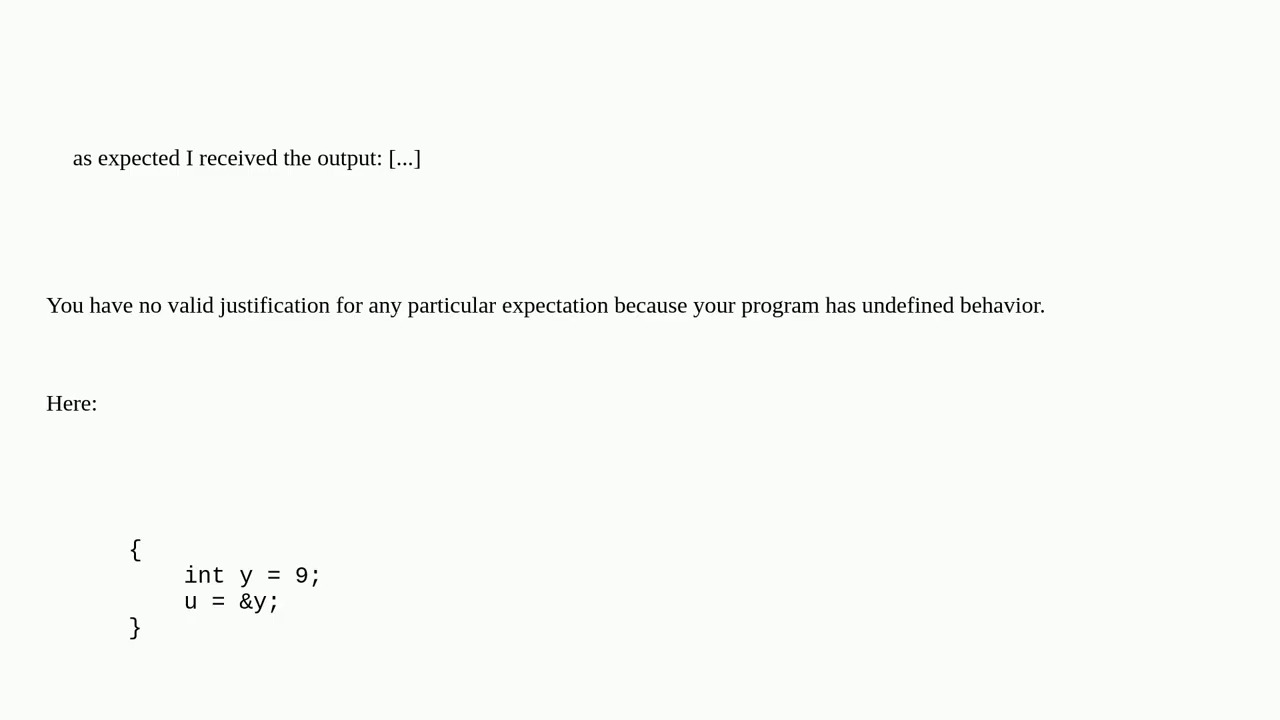 as expected I received the output: [...]
You have no valid justification for any particular expectation because your program has undefined behavior.
Here:
{
    int y = 9;
    u = &y;
}